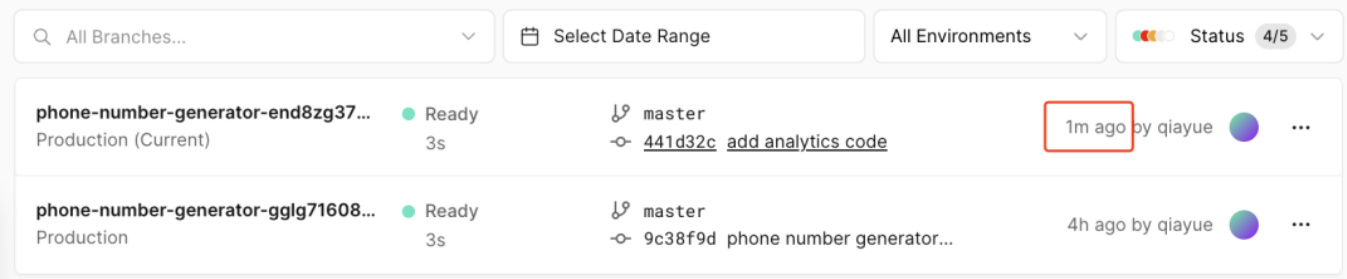 All Branches... Select Date Range All Environments Status 4/5
phone-number-generator-end8zg37... Ready master 1m ago by qiayue
Production (Current) 3s 441d32c add analytics code
phone-number-generator-gglg71608... Ready master 4h ago by qiayue
Production 3s 9c38f9d phone number generator...